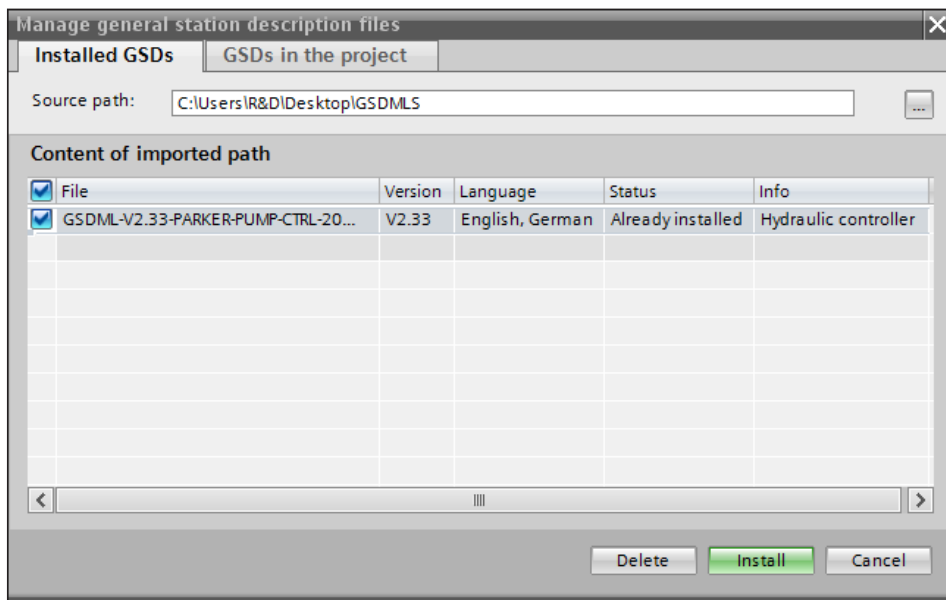 Manage general station description files
Installed GSDs GSDs in the project
Source path: C:\Users\R&D\Desktop\GSDMLS ...
Content of imported path
File Version Language Status Info
GSDML-V2.33-PARKER-PUMP-CTRL-20... V2.33 English, German Already installed Hydraulic controller
Delete Install Cancel